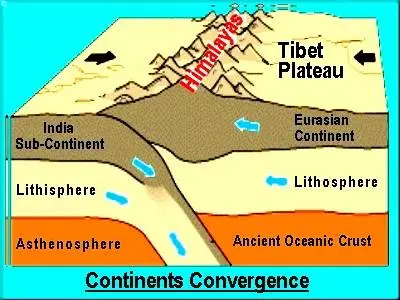 Himalayas
Tibet
Plateau
India
Sub-Continent
Eurasian
Continent
Lithisphere
Lithosphere
Asthenosphere
Ancient Oceanic Crust
Continents Convergence